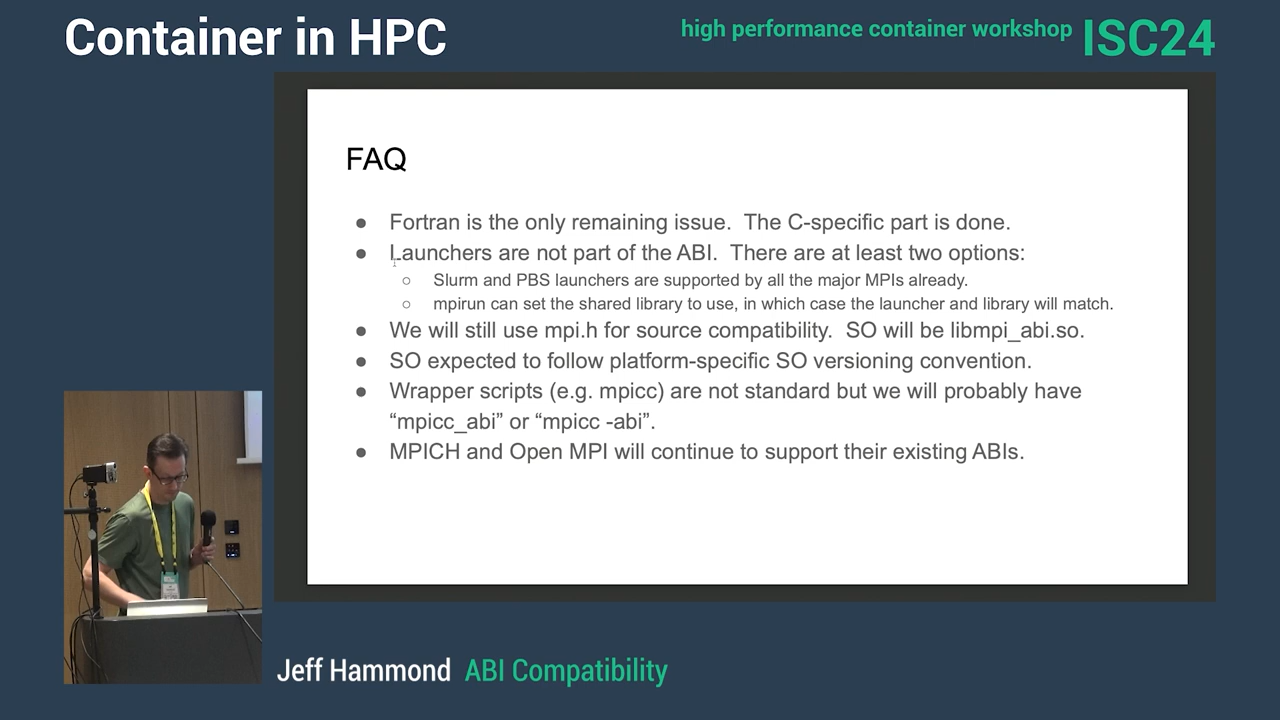 Container in HPC
high performance container workshop ISC24
FAQ
● Fortran is the only remaining issue.  The C-specific part is done.
● Launchers are not part of the ABI.  There are at least two options:
○ Slurm and PBS launchers are supported by all the major MPIs already.
○ mpirun can set the shared library to use, in which case the launcher and library will match.
● We will still use mpi.h for source compatibility.  SO will be libmpi_abi.so.
● SO expected to follow platform-specific SO versioning convention.
● Wrapper scripts (e.g. mpicc) are not standard but we will probably have
“mpicc_abi” or “mpicc -abi”.
● MPICH and Open MPI will continue to support their existing ABIs.
Jeff Hammond ABI Compatibility